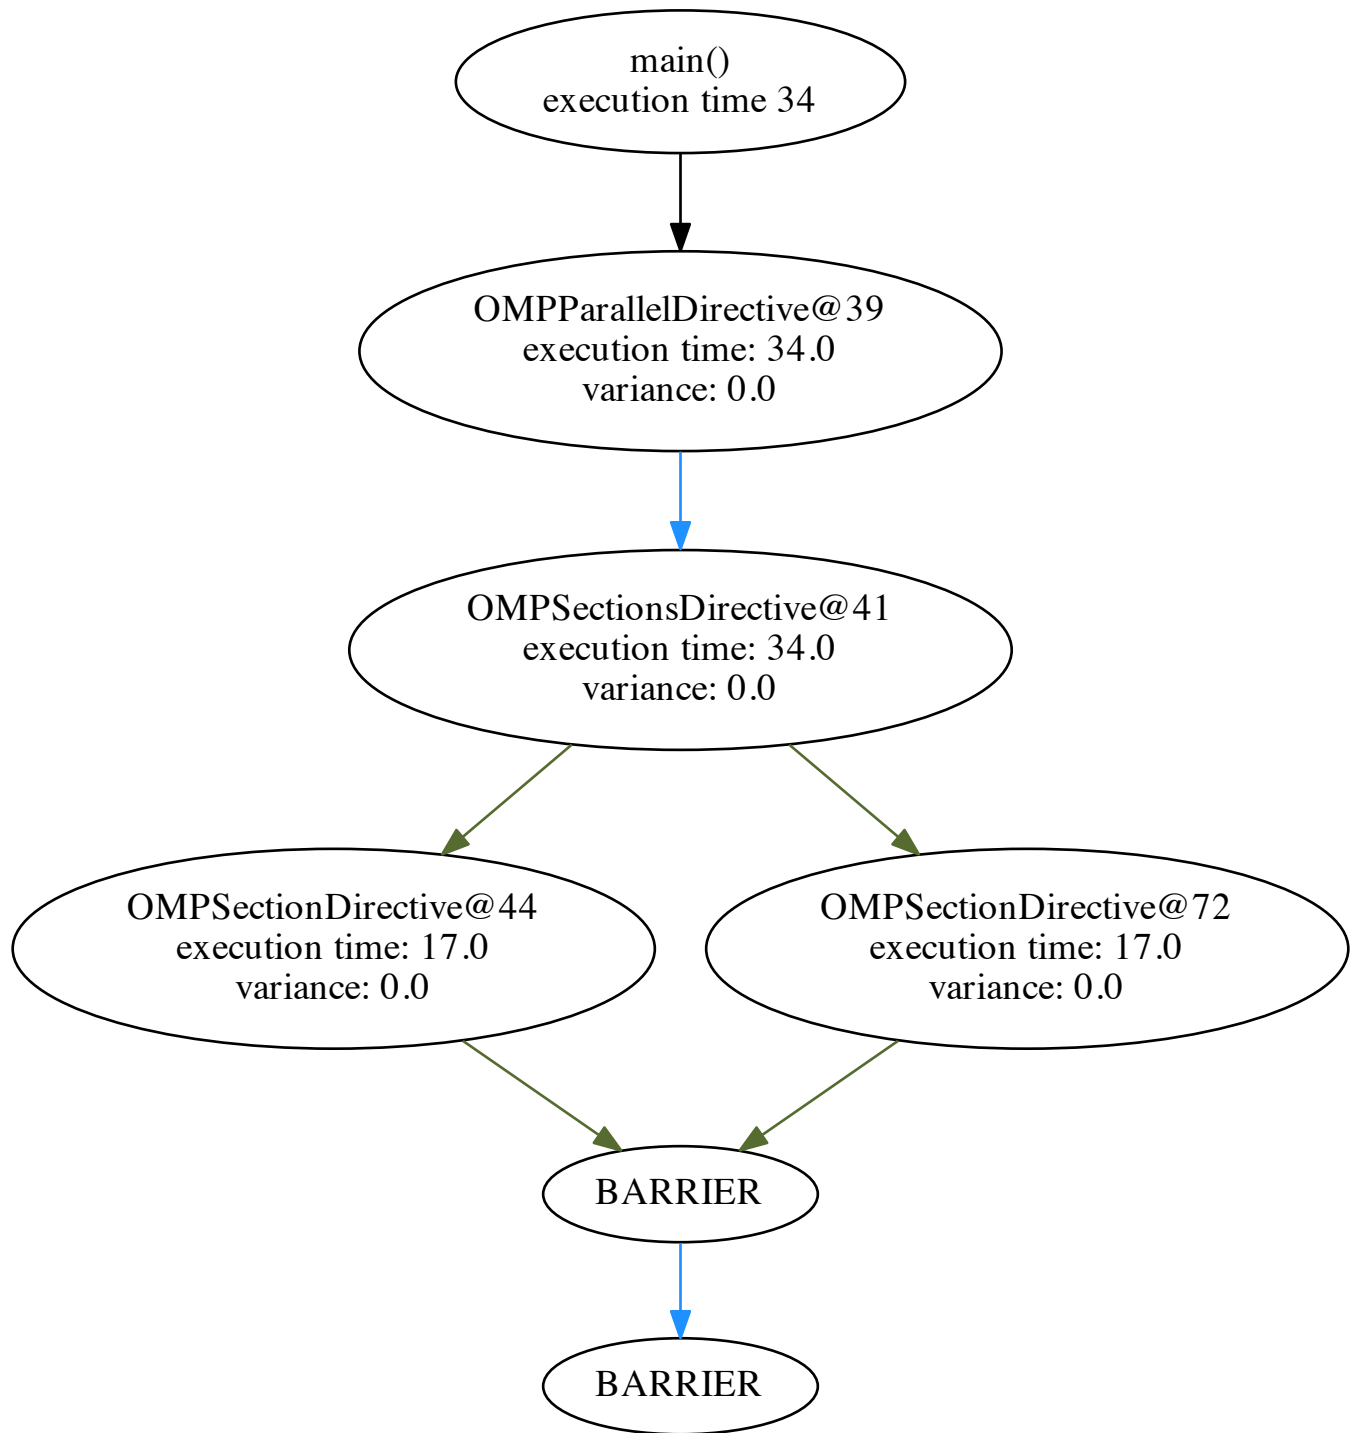 main()
execution time 34
OMPParallelDirective@39
execution time: 34.0
variance: 0.0
OMPSectionsDirective@41
execution time: 34.0
variance: 0.0
OMPSectionDirective@44
execution time: 17.0
variance: 0.0
OMPSectionDirective@72
execution time: 17.0
variance: 0.0
BARRIER
BARRIER